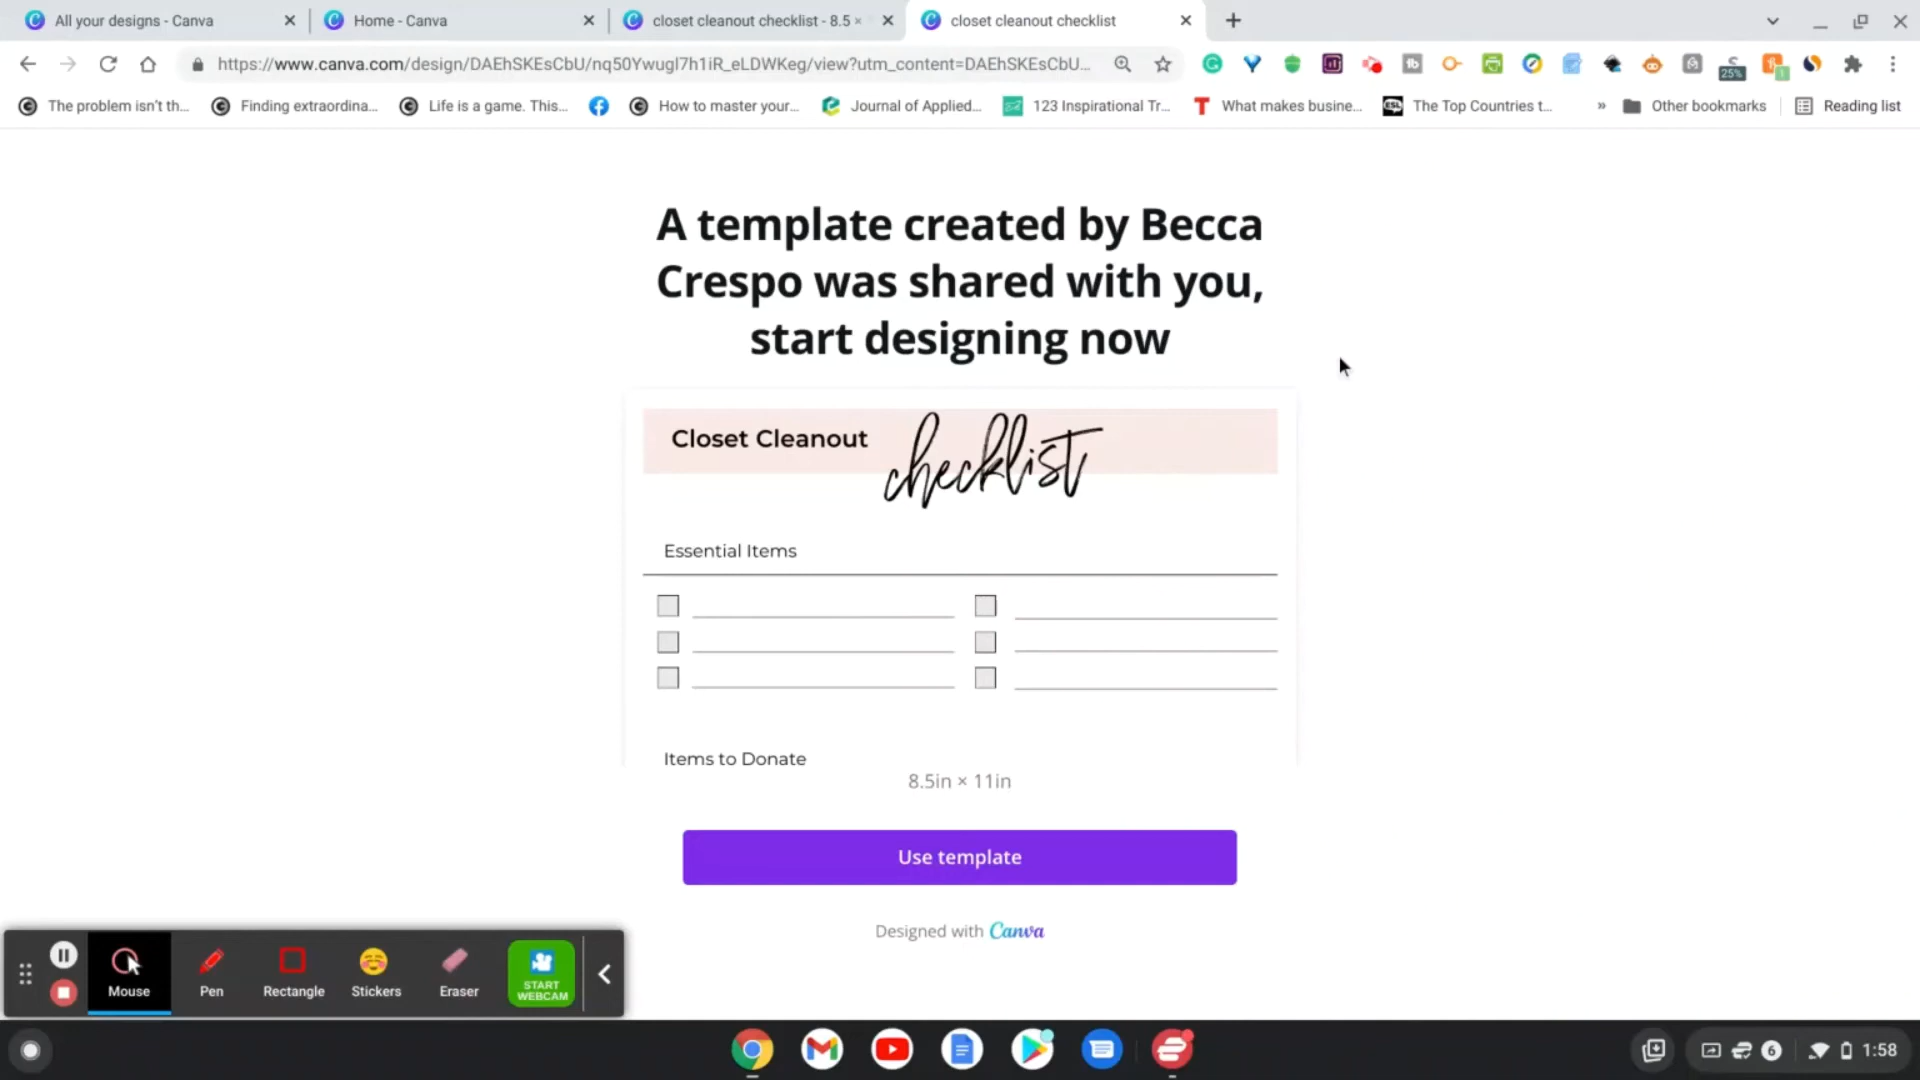 All your designs - Canva
Home - Canva
closet cleanout checklist - 8.5 ×
closet cleanout checklist
https://www.canva.com/design/DAEhSKEsCbU/nq50Ywugl7h1iR_eLDWKeg/view?utm_content=DAEhSKEsCbU...
25%
The problem isn't th...
Finding extraordina...
Life is a game. This...
How to master your...
Journal of Applied...
123 Inspirational Tr...
What makes busine...
ESL
The Top Countries t...
Other bookmarks
Reading list
A template created by Becca
Crespo was shared with you,
start designing now
Closet Cleanout
checklist
Essential Items
Items to Donate
8.5in × 11in
Use template
Designed with Canva
Mouse
Pen
Rectangle
Stickers
Eraser
START
WEBCAM
6
1:58